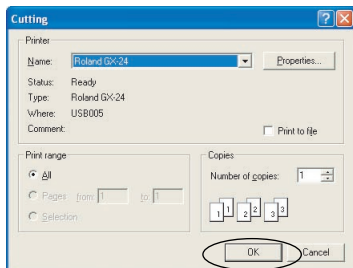 Cutting
Printer
Name: Roland GX-24 Properties...
Status: Ready
Type: Roland GX-24
Where: USB005
Comment: Print to file
Print range
All
Pages from: 1 to: 1
Selection
Copies
Number of copies: 1
1 1 2 2 3 3
OK Cancel